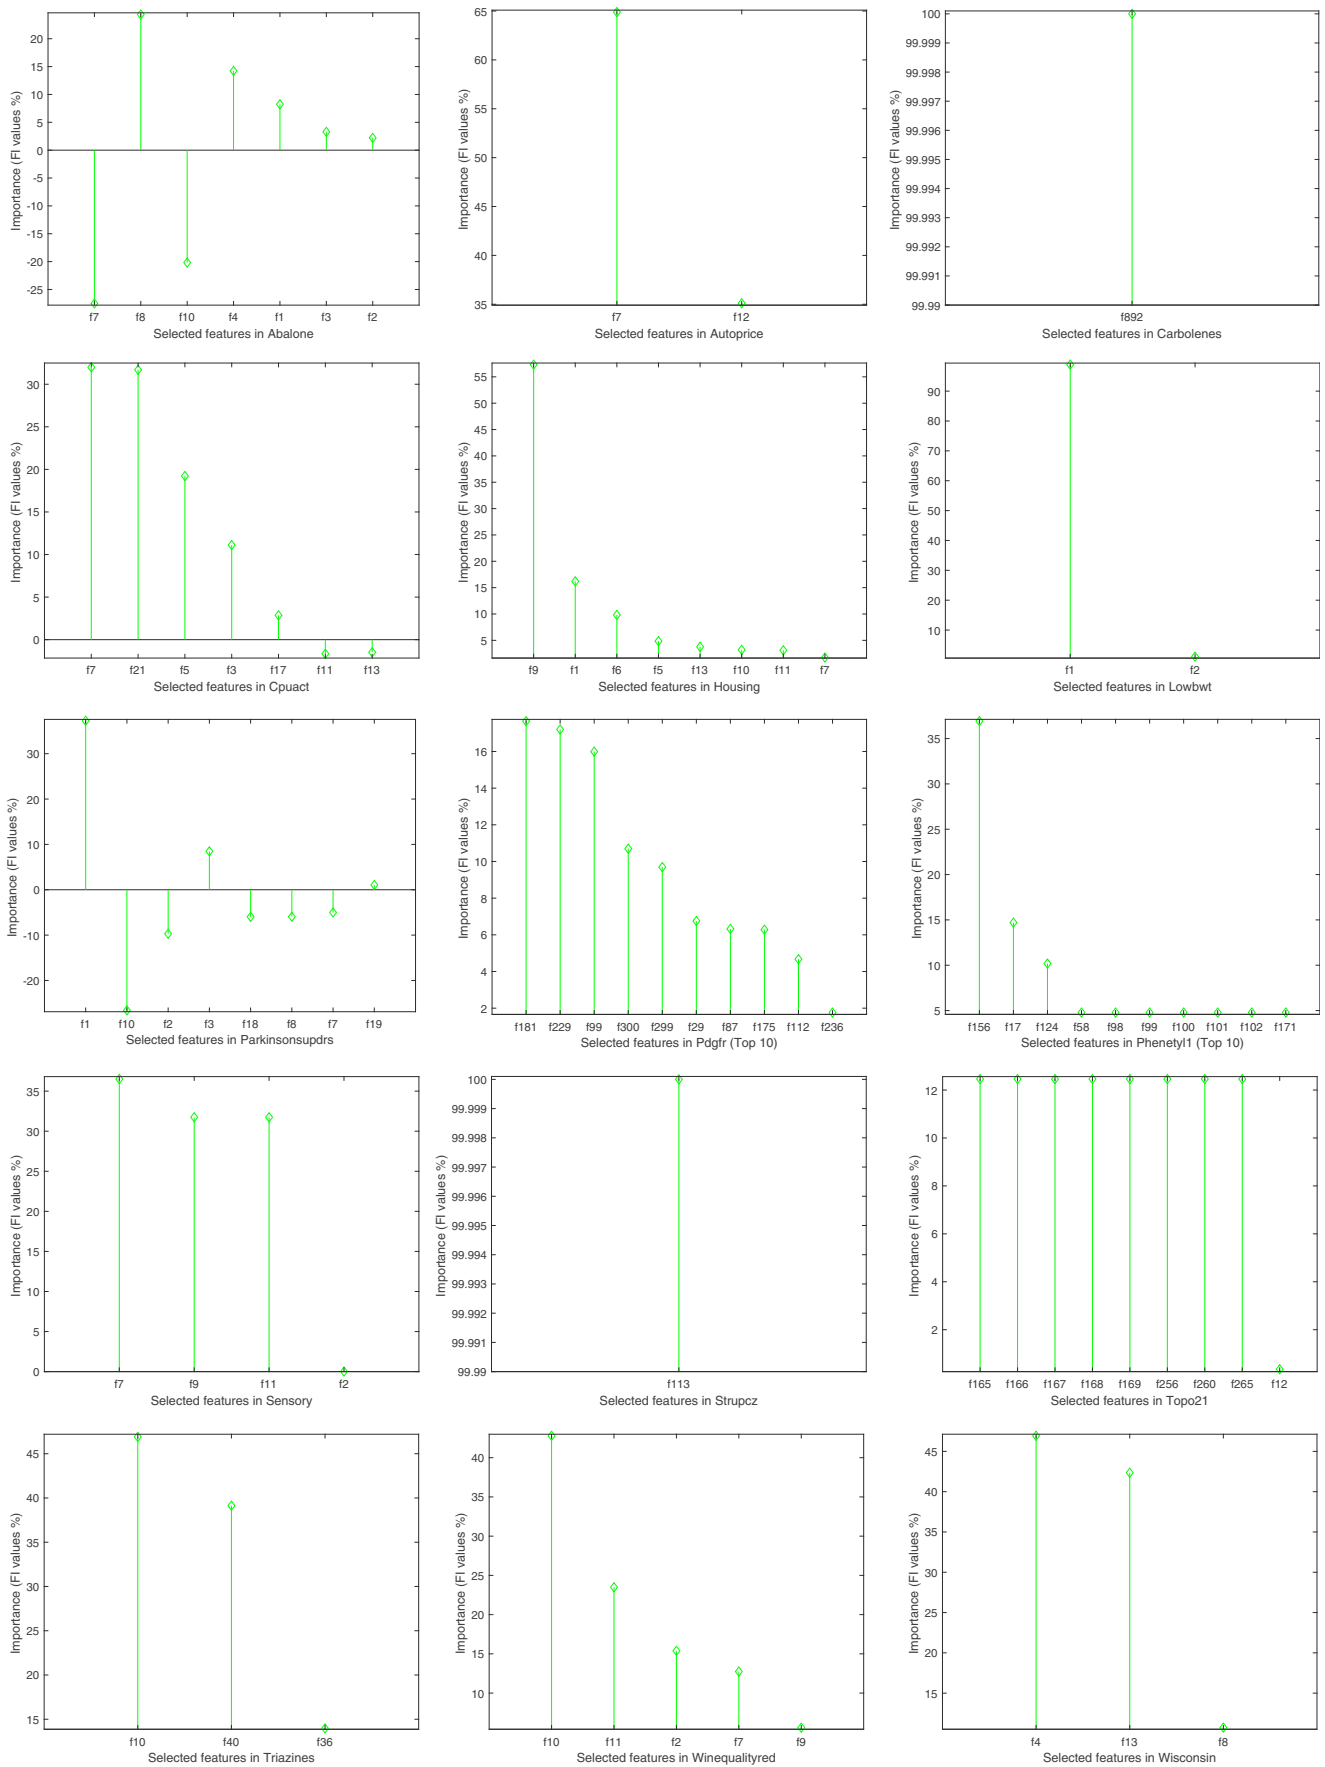 Importance (FI values %)
20
15
10
5
0
-5
-10
-15
-20
-25
f7 f8 f10 f4 f1 f3 f2
Selected features in Abalone
Importance (FI values %)
65
60
55
50
45
40
35
f7 f12
Selected features in Autoprice
Importance (FI values %)
100
99.999
99.998
99.997
99.996
99.995
99.994
99.993
99.992
99.991
99.99
f892
Selected features in Carbolenes
Importance (FI values %)
30
20
10
5
0
f7 f21 f5 f3 f17 f11 f13
Selected features in Cpuact
Importance (FI values %)
55
50
45
40
35
30
25
20
15
10
5
f9 f1 f6 f5 f13 f10 f11 f7
Selected features in Housing
Importance (FI values %)
90
80
70
60
50
40
30
20
10
f1 f2
Selected features in Lowbwt
Importance (FI values %)
30
20
10
0
-10
-20
f1 f10 f2 f3 f18 f8 f7 f19
Selected features in Parkinsonsupdrs
Importance (FI values %)
16
14
12
10
8
6
4
2
f181 f229 f99 f300 f299 f29 f87 f175 f112 f236
Selected features in Pdgfr (Top 10)
Importance (FI values %)
35
30
25
20
15
10
5
f156 f17 f124 f58 f98 f99 f100 f101 f102 f171
Selected features in Phenetyl1 (Top 10)
Importance (FI values %)
35
30
25
20
15
10
5
0
f7 f9 f11 f2
Selected features in Sensory
Importance (FI values %)
100
99.999
99.998
99.997
99.996
99.995
99.994
99.993
99.992
99.991
99.99
f113
Selected features in Strupcz
Importance (FI values %)
12
10
8
6
4
2
f165 f166 f167 f168 f169 f256 f260 f265 f12
Selected features in Topo21
Importance (FI values %)
45
40
35
30
25
20
15
f10 f40 f36
Selected features in Triazines
Importance (FI values %)
40
35
30
25
20
15
10
f10 f11 f2 f7 f9
Selected features in Winequalityred
Importance (FI values %)
45
40
35
30
25
20
15
f4 f13 f8
Selected features in Wisconsin